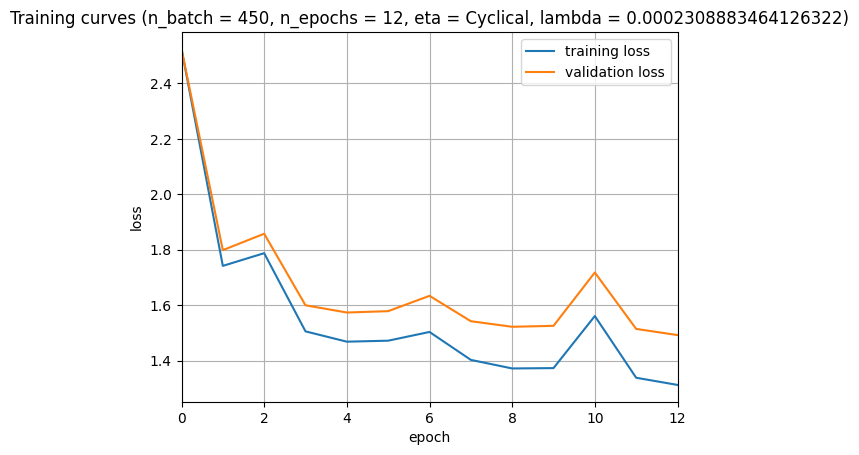 Training curves (n_batch = 450, n_epochs = 12, eta = Cyclical, lambda = 0.0002308883464126322)
training loss
validation loss
2.4
2.2
2.0
1.8
1.6
1.4
loss
0 2 4 6 8 10 12
epoch